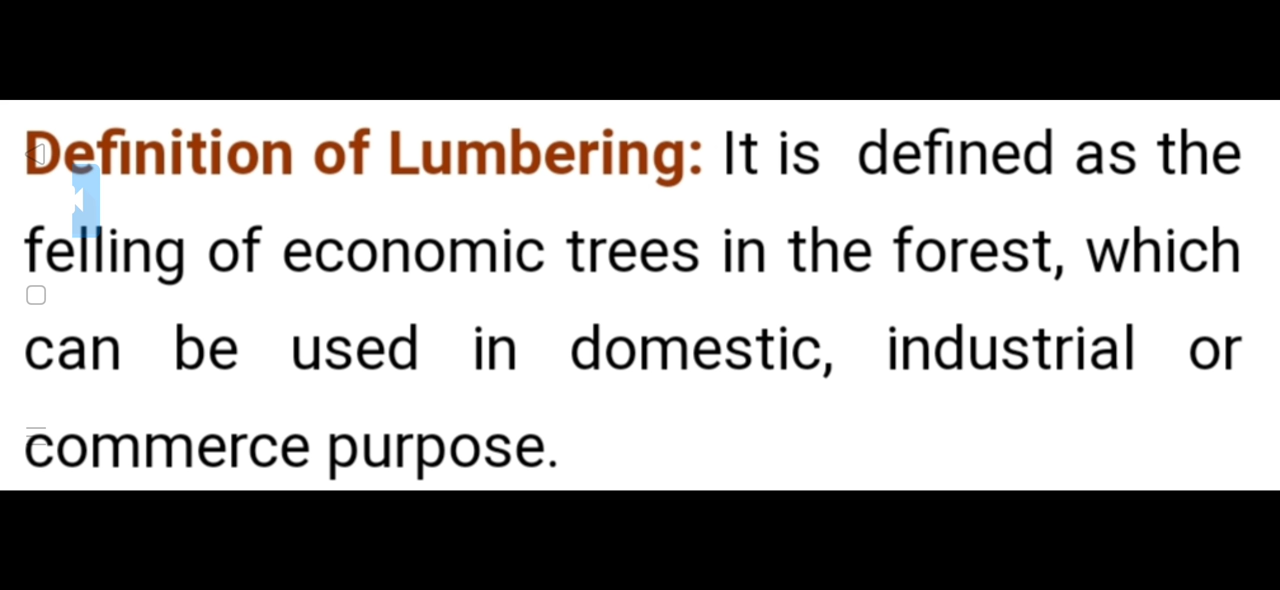 Definition of Lumbering: It is defined as the
felling of economic trees in the forest, which
can be used in domestic, industrial or
commerce purpose.